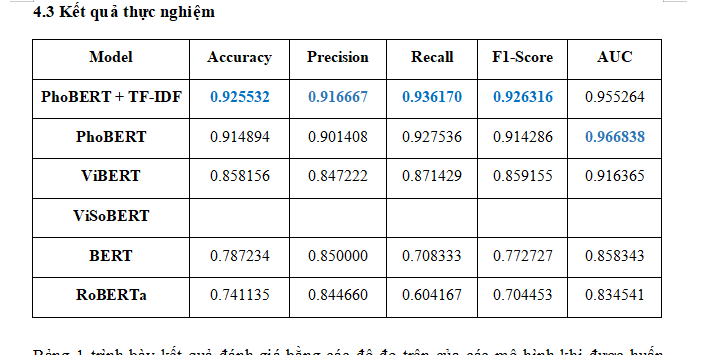 4.3 Kết quả thực nghiệm
Model Accuracy Precision Recall F1-Score AUC
PhoBERT + TF-IDF 0.925532 0.916667 0.936170 0.926316 0.955264
PhoBERT 0.914894 0.901408 0.927536 0.914286 0.966838
ViBERT 0.858156 0.847222 0.871429 0.859155 0.916365
ViSoBERT
BERT 0.787234 0.850000 0.708333 0.772727 0.858343
RoBERTa 0.741135 0.844660 0.604167 0.704453 0.834541
Bảng 1 trình bày kết quả đánh giá bằng các độ đo trên của các mô hình khi được huấn